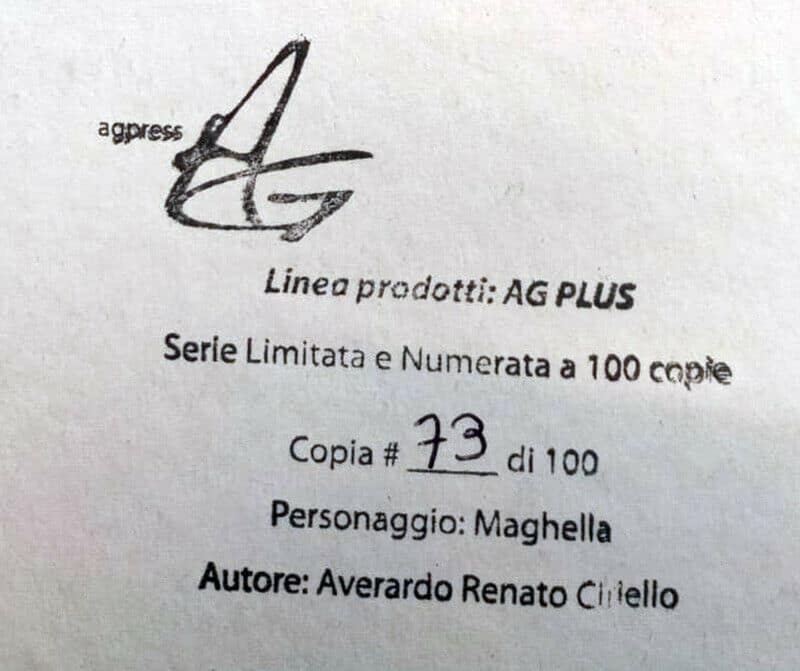 agpress
AG
Linea prodotti: AG PLUS
Serie Limitata e Numerata a 100 copie
Copia # 73 di 100
Personaggio: Maghella
Autore: Averardo Renato Ciriello